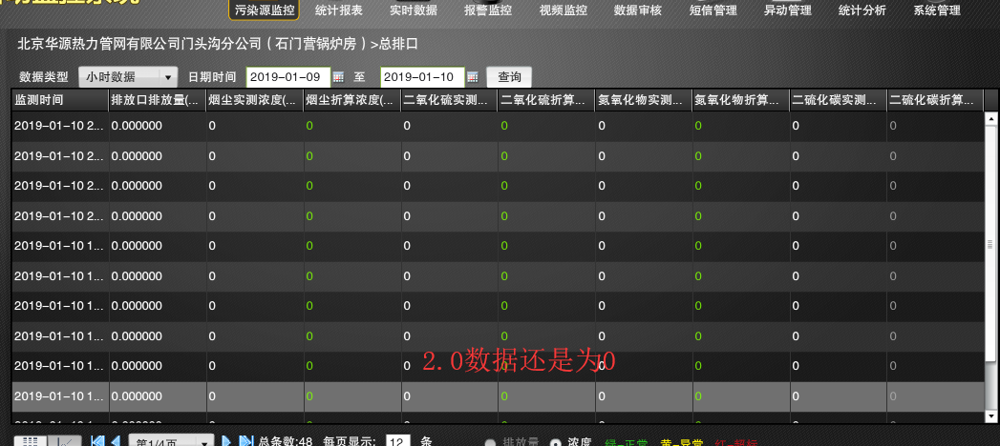 污染源监控 统计报表 实时数据 报警监控 视频监控 数据审核 短信管理 异动管理 统计分析 系统管理
北京华源热力管网有限公司门头沟分公司（石门营锅炉房）>总排口
数据类型 小时数据 日期时间 2019-01-09 至 2019-01-10 查询
监测时间 排放口排放量(... 烟尘实测浓度(... 烟尘折算浓度(... 二氧化硫实测... 二氧化硫折算... 氮氧化物实测... 氮氧化物折算... 二硫化碳实测... 二硫化碳折算...
2019-01-10 2... 0.000000 0 0 0 0 0 0 0 0
2019-01-10 2... 0.000000 0 0 0 0 0 0 0 0
2019-01-10 2... 0.000000 0 0 0 0 0 0 0 0
2019-01-10 2... 0.000000 0 0 0 0 0 0 0 0
2019-01-10 1... 0.000000 0 0 0 0 0 0 0 0
2019-01-10 1... 0.000000 0 0 0 0 0 0 0 0
2019-01-10 1... 0.000000 0 0 0 0 0 0 0 0
2019-01-10 1... 0.000000 0 0 0 0 0 0 0 0
2.0数据还是为0
2019-01-10 1... 0.000000 0 0 0 0 0 0 0 0
2019-01-10 1... 0.000000 0 0 0 0 0 0 0 0
第1/4页 总条数:48 每页显示: 12 条 排放量 浓度 绿-正常 黄-异常